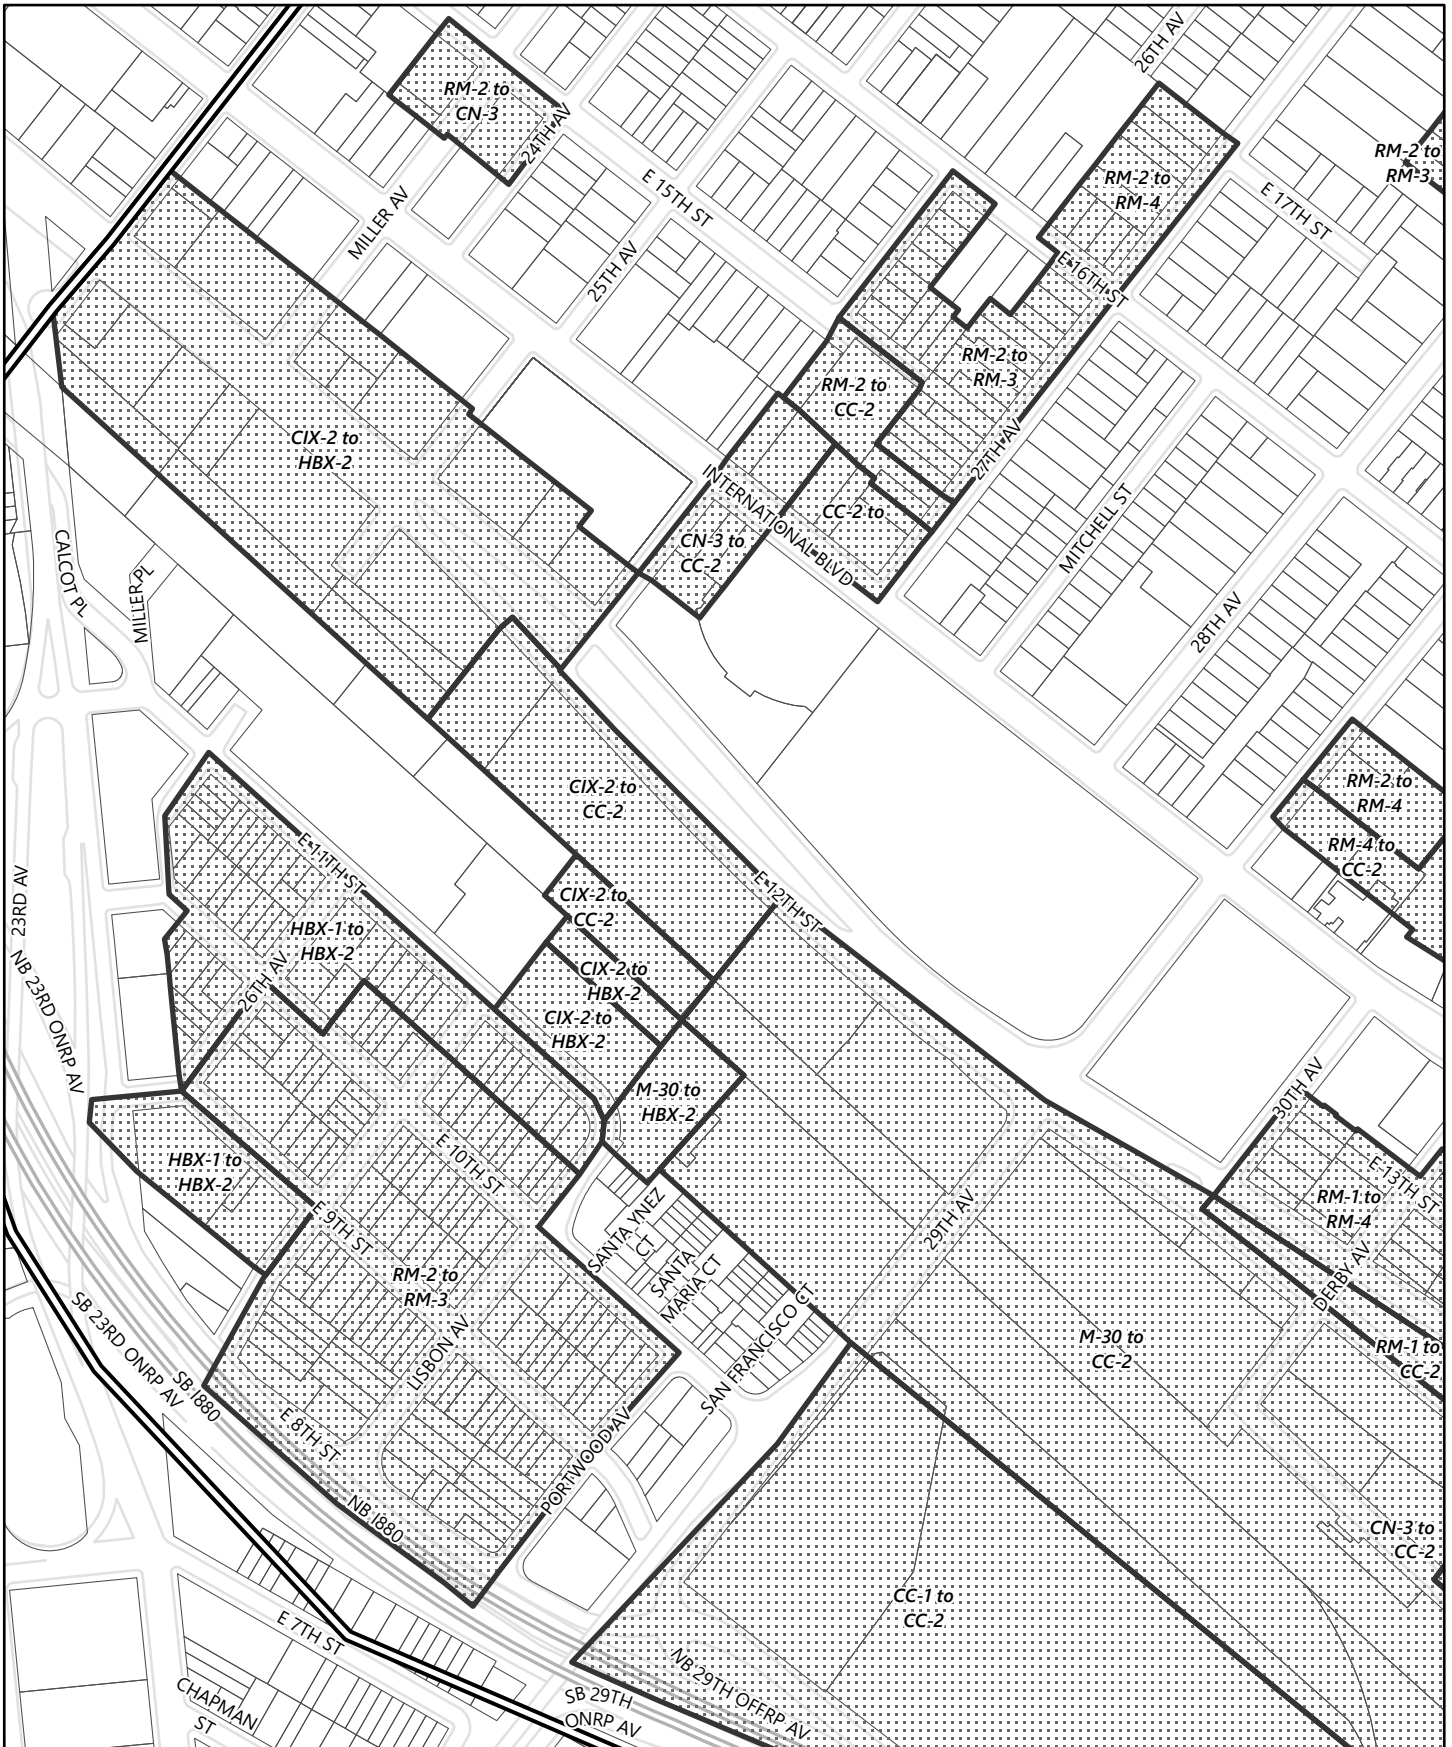 26TH AV
RM-2 to
CN-3
24TH AV
RM-2 to
RM-3
RM-2 to
RM-4
E 15TH ST
E 17TH ST
MILLER AV
25TH AV
E 16TH ST
RM-2 to
RM-3
RM-2 to
CC-2
CIX-2 to
HBX-2
27TH AV
INTERNATIONAL BLVD
CC-2 to
CN-3 to
CC-2
MITCHELL ST
CALCOT PL
MILLER PL
28TH AV
CIX-2 to
CC-2
RM-2 to
RM-4
RM-4 to
CC-2
E 11TH ST
E 12TH ST
23RD AV
CIX-2 to
CC-2
HBX-1 to
HBX-2
26TH AV
CIX-2 to
HBX-2
CIX-2 to
HBX-2
NB 23RD ONRP AV
M-30 to
HBX-2
30TH AV
HBX-1 to
HBX-2
E 10TH ST
E 13TH ST
RM-1 to
RM-4
SANTA YNEZ
CT
29TH AV
E 9TH ST
SANTA
MARIA CT
RM-2 to
RM-3
DERBY AV
SB 23RD ONRP AV
SAN FRANCISCO CT
M-30 to
CC-2
RM-1 to
CC-2
LISBON AV
SB I880
E 8TH ST
PORTWOOD AV
NB I880
CN-3 to
CC-2
CC-1 to
CC-2
E 7TH ST
NB 29TH OFFRP AV
CHAPMAN
ST
SB 29TH
ONRP AV